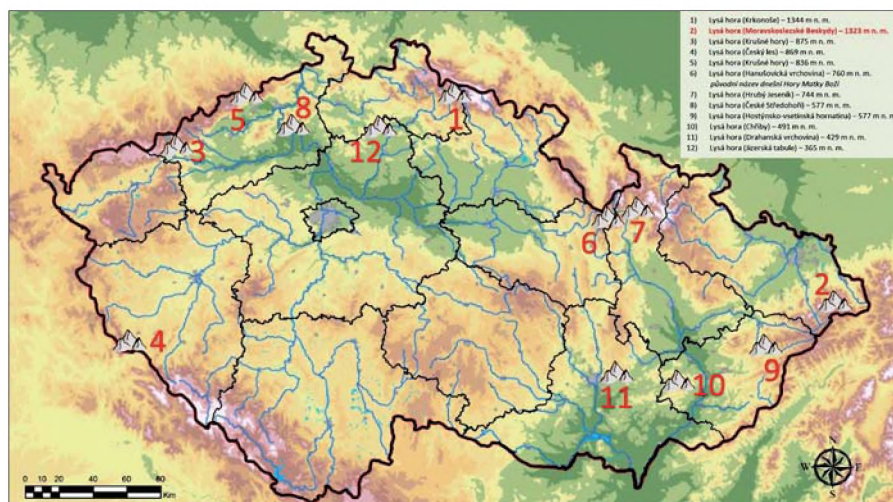 1) Lysá hora (Krkonoše) – 1344 m n. m.
2) Lysá hora (Moravskoslezské Beskydy) – 1323 m n. m.
3) Lysá hora (Krušné hory) – 875 m n. m.
4) Lysá hora (Český les) – 869 m n. m.
5) Lysá hora (Krušné hory) – 836 m n. m.
6) Lysá hora (Hanušovická vrchovina) – 760 m n. m.
původní název dnešní Hory Matky Boží
7) Lysá hora (Hrubý Jeseník) – 744 m n. m.
8) Lysá hora (České Středohoří) – 577 m n. m.
9) Lysá hora (Hostýnsko-vsetínská hornatina) – 577 m n. m.
10) Lysá hora (Chřiby) – 491 m n. m.
11) Lysá hora (Drahanská vrchovina) – 429 m n. m.
12) Lysá hora (Jizerská tabule) – 365 m n. m.
5
8
1
3
12
6
7
2
4
9
11
10
N
W E
S
0 10 20 40 60 80
Km